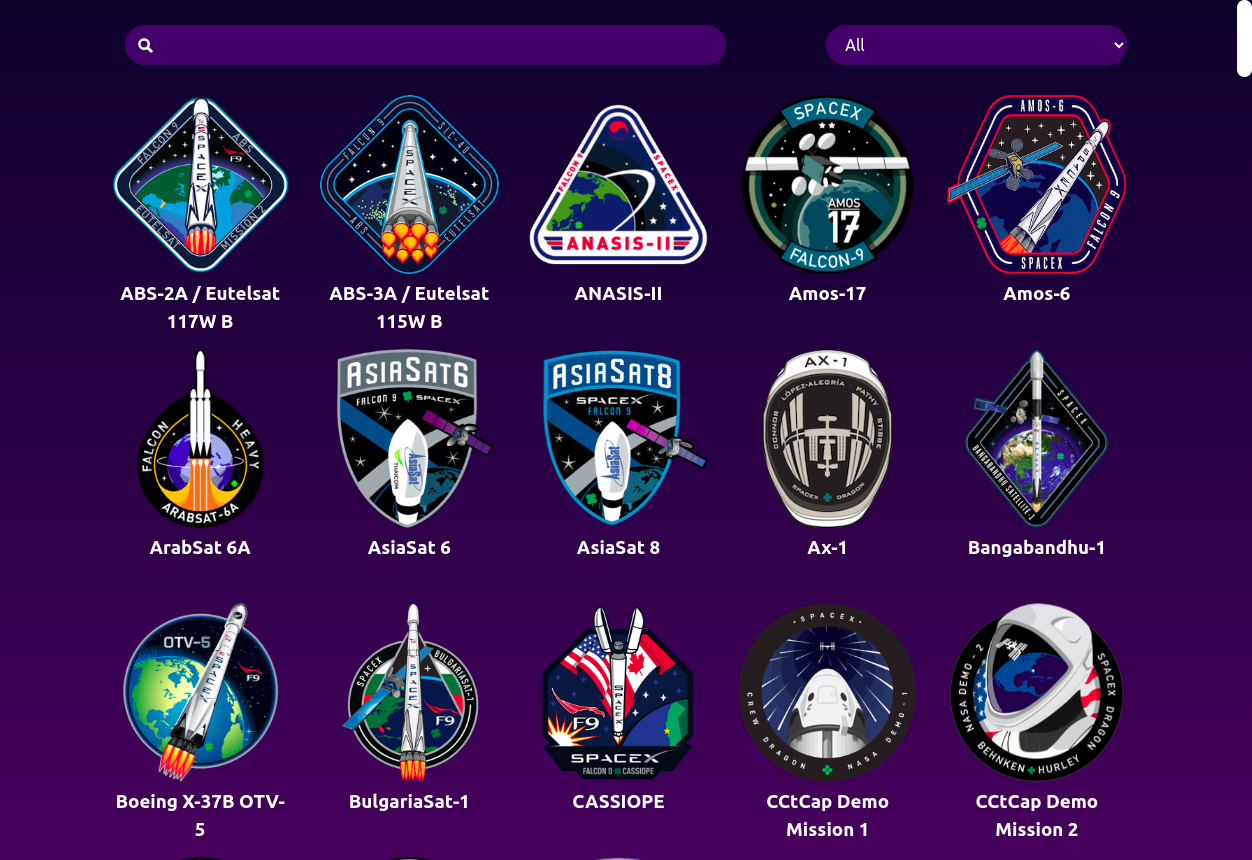 All
FALCON 9
ABS
F9
SPACEX
EUTELSAT
MISSION 2
FALCON 9
SLC-40
SPACEX
ABS
EUTELSAT
FALCON 9
SPACEX
ANASIS-II
SPACEX
AMOS
17
FALCON-9
AMOS-6
SPACEX
FALCON 9
SPACEX
ABS-2A / Eutelsat
117W B
ABS-3A / Eutelsat
115W B
ANASIS-II
Amos-17
Amos-6
FALCON HEAVY
ARABSAT-6A
ASIASAT6
FALCON 9 SPACEX
AsiaSat
THAICOM
ASIASAT8
SPACEX
FALCON 9
AsiaSat
AX-1
CONNOR LÓPEZ-ALEGRÍA PATHY STIBBE
SPACEX DRAGON
SPACEX
BANGABANDHU SATELLITE-1
ArabSat 6A
AsiaSat 6
AsiaSat 8
Ax-1
Bangabandhu-1
OTV-5
SPACEX
F9
SPACEX
BULGARIASAT-1
SPACEX
F9
SPACEX
F9
SPACEX
FALCON 9 CASSIOPE
SPACEX
CREW DRAGON
NASA DEMO-1
NASA DEMO-2
SPACEX DRAGON
BEHNKEN HURLEY
Boeing X-37B OTV-
5
BulgariaSat-1
CASSIOPE
CCtCap Demo
Mission 1
CCtCap Demo
Mission 2